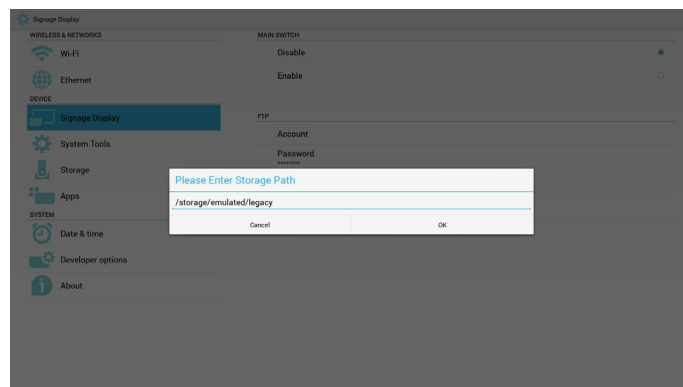 Signage Display
WIRELESS & NETWORKS
Wi-Fi
Ethernet
DEVICE
Signage Display
System Tools
Storage
Apps
SYSTEM
Date & time
Developer options
About
MAIN SWITCH
Disable
Enable
FTP
Account
Password
********
Please Enter Storage Path
/storage/emulated/legacy
Cancel
OK